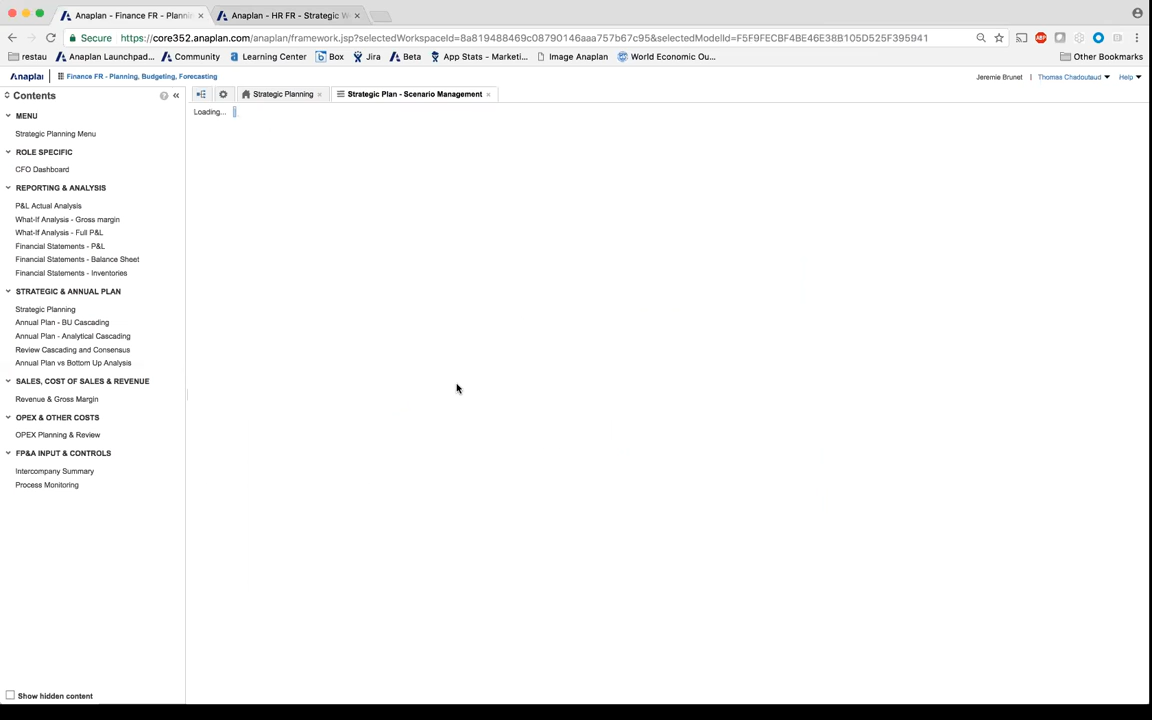 Anaplan - Finance FR - Plannin
Anaplan - HR FR - Strategic W
Secure https://core352.anaplan.com/anaplan/framework.jsp?selectedWorkspaceId=8a819488469c08790146aaa757b67c95&selectedModelId=F5F9FECBF4BE46E38B105D525F395941
restau Anaplan Launchpad... Community Learning Center Box Jira Beta App Stats - Marketi... Image Anaplan World Economic Ou... Other Bookmarks
Anaplan Finance FR - Planning, Budgeting, Forecasting Jeremie Brunet | Thomas Chadoutaud Help
Contents
Strategic Planning
Strategic Plan - Scenario Management
Loading...
MENU
Strategic Planning Menu
ROLE SPECIFIC
CFO Dashboard
REPORTING & ANALYSIS
P&L Actual Analysis
What-If Analysis - Gross margin
What-If Analysis - Full P&L
Financial Statements - P&L
Financial Statements - Balance Sheet
Financial Statements - Inventories
STRATEGIC & ANNUAL PLAN
Strategic Planning
Annual Plan - BU Cascading
Annual Plan - Analytical Cascading
Review Cascading and Consensus
Annual Plan vs Bottom Up Analysis
SALES, COST OF SALES & REVENUE
Revenue & Gross Margin
OPEX & OTHER COSTS
OPEX Planning & Review
FP&A INPUT & CONTROLS
Intercompany Summary
Process Monitoring
Show hidden content